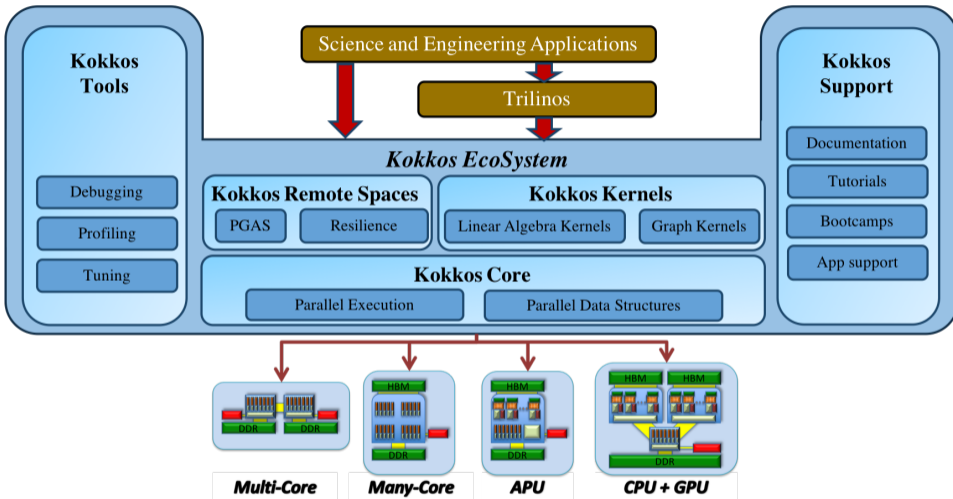 Kokkos
Tools
Debugging
Profiling
Tuning
Science and Engineering Applications
Trilinos
Kokkos EcoSystem
Kokkos Remote Spaces
PGAS
Resilience
Kokkos Kernels
Linear Algebra Kernels
Graph Kernels
Kokkos Core
Parallel Execution
Parallel Data Structures
Kokkos
Support
Documentation
Tutorials
Bootcamps
App support
DDR
DDR
Multi-Core
HBM
DDR
Many-Core
HBM
DDR
APU
HBM
HBM
DDR
CPU + GPU